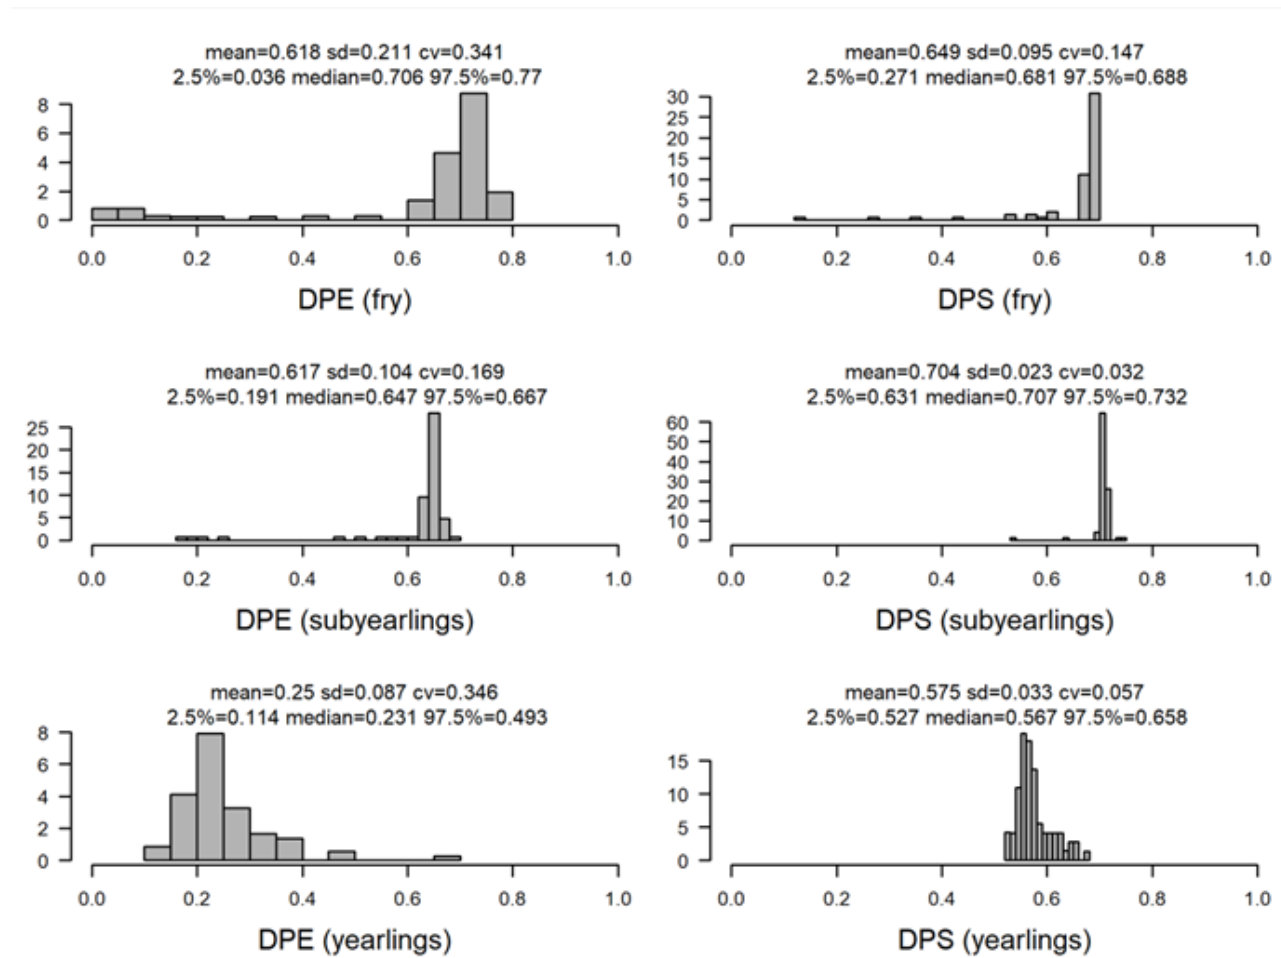 mean=0.618 sd=0.211 cv=0.341
2.5%=0.036 median=0.706 97.5%=0.77
8
6
4
2
0
0.0 0.2 0.4 0.6 0.8 1.0
DPE (fry)
mean=0.649 sd=0.095 cv=0.147
2.5%=0.271 median=0.681 97.5%=0.688
30
25
20
15
10
5
0
0.0 0.2 0.4 0.6 0.8 1.0
DPS (fry)
mean=0.617 sd=0.104 cv=0.169
2.5%=0.191 median=0.647 97.5%=0.667
25
20
15
10
5
0
0.0 0.2 0.4 0.6 0.8 1.0
DPE (subyearlings)
mean=0.704 sd=0.023 cv=0.032
2.5%=0.631 median=0.707 97.5%=0.732
60
50
40
30
20
10
0
0.0 0.2 0.4 0.6 0.8 1.0
DPS (subyearlings)
mean=0.25 sd=0.087 cv=0.346
2.5%=0.114 median=0.231 97.5%=0.493
8
6
4
2
0
0.0 0.2 0.4 0.6 0.8 1.0
DPE (yearlings)
mean=0.575 sd=0.033 cv=0.057
2.5%=0.527 median=0.567 97.5%=0.658
15
10
5
0
0.0 0.2 0.4 0.6 0.8 1.0
DPS (yearlings)